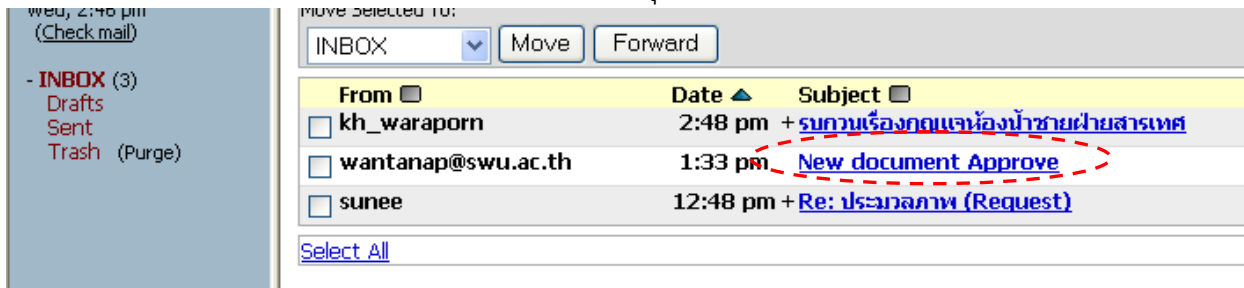 Wed, 2:48 pm
(Check mail)
- INBOX (3)
Drafts
Sent
Trash (Purge)
Move Selected To:
INBOX Move Forward
From Date Subject
kh_waraporn 2:48 pm + รบกวนเรื่องกุญแจห้องน้ำชายฝ่ายสารเทศ
wantanap@swu.ac.th 1:33 pm New document Approve
sunee 12:48 pm + Re: ประมวลภาพ (Request)
Select All